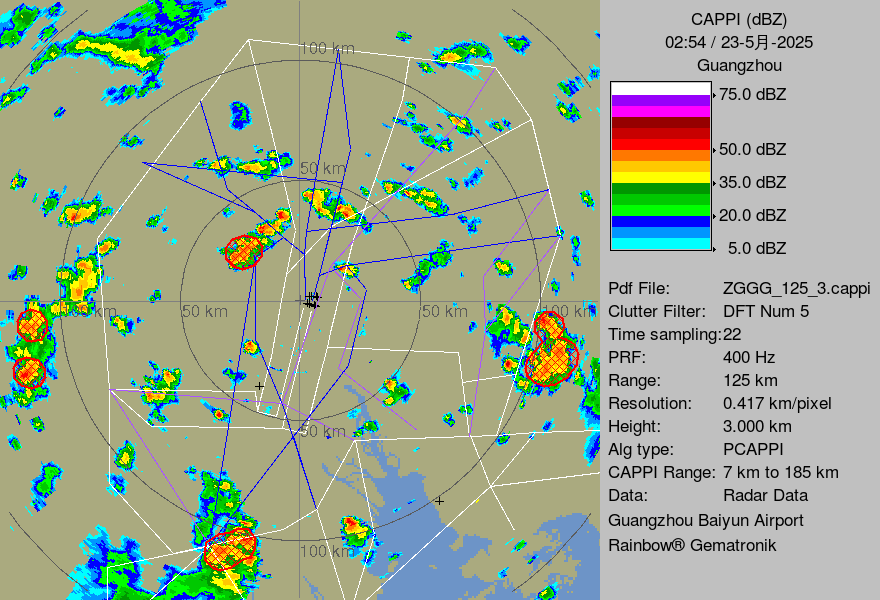 CAPPI (dBZ)
02:54 / 23-5月-2025
Guangzhou
75.0 dBZ
50.0 dBZ
35.0 dBZ
20.0 dBZ
5.0 dBZ
Pdf File: ZGGG_125_3.cappi
Clutter Filter: DFT Num 5
Time sampling:22
PRF: 400 Hz
Range: 125 km
Resolution: 0.417 km/pixel
Height: 3.000 km
Alg type: PCAPPI
CAPPI Range: 7 km to 185 km
Data: Radar Data
Guangzhou Baiyun Airport
Rainbow® Gematronik
100 km
50 km
100 km
50 km
50 km
100 km
50 km
100 km